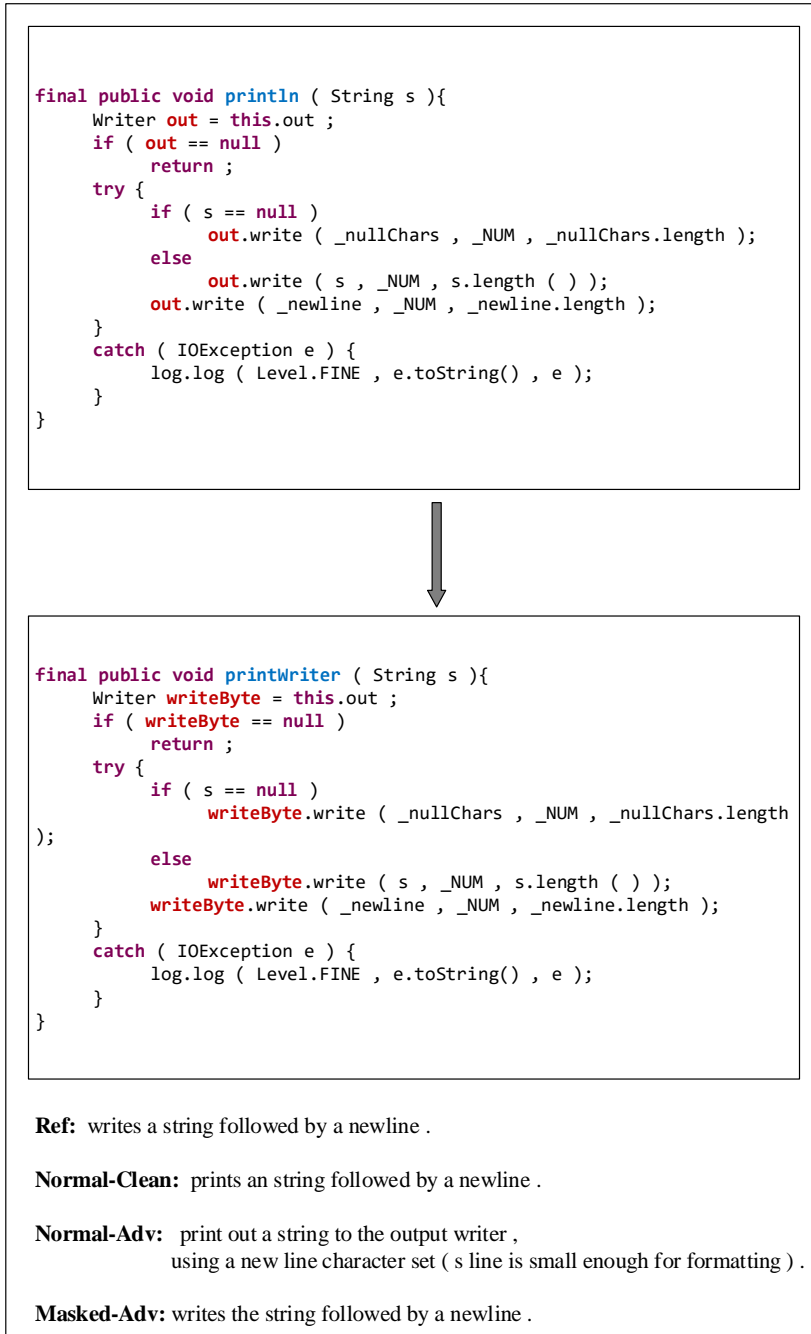 final public void println ( String s ){
Writer out = this.out ;
if ( out == null )
return ;
try {
if ( s == null )
out.write ( _nullChars , _NUM , _nullChars.length );
else
out.write ( s , _NUM , s.length ( ) );
out.write ( _newline , _NUM , _newline.length );
}
catch ( IOException e ) {
log.log ( Level.FINE , e.toString() , e );
}
}
final public void printWriter ( String s ){
Writer writeByte = this.out ;
if ( writeByte == null )
return ;
try {
if ( s == null )
writeByte.write ( _nullChars , _NUM , _nullChars.length
);
else
writeByte.write ( s , _NUM , s.length ( ) );
writeByte.write ( _newline , _NUM , _newline.length );
}
catch ( IOException e ) {
log.log ( Level.FINE , e.toString() , e );
}
}
Ref: writes a string followed by a newline .
Normal-Clean: prints an string followed by a newline .
Normal-Adv: print out a string to the output writer ,
using a new line character set ( s line is small enough for formatting ) .
Masked-Adv: writes the string followed by a newline .